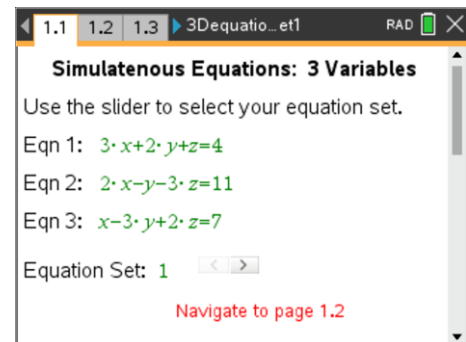 1.1 1.2 1.3 3Dequatio...et1 RAD
Simulatenous Equations: 3 Variables
Use the slider to select your equation set.
Eqn 1: 3·x+2·y+z=4
Eqn 2: 2·x−y−3·z=11
Eqn 3: x−3·y+2·z=7
Equation Set: 1 < >
Navigate to page 1.2